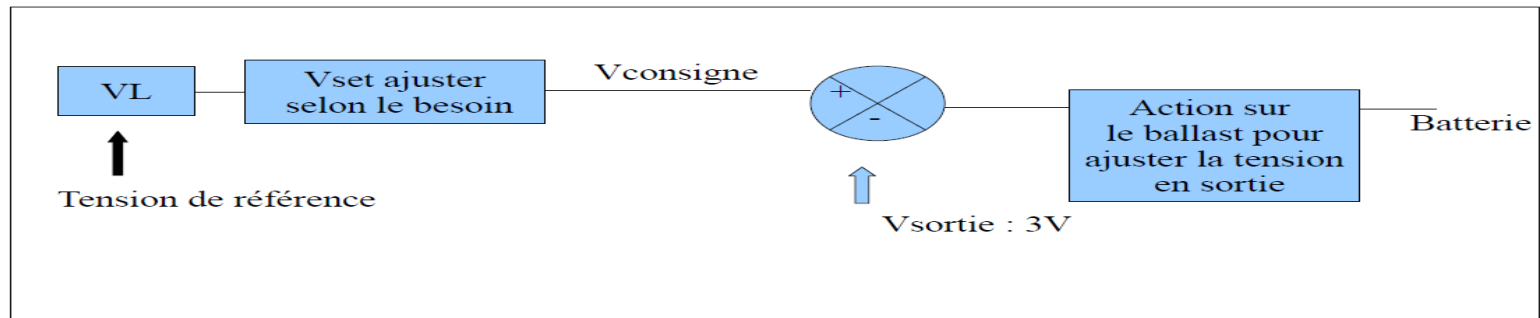 VL
Vset ajuster
selon le besoin
Vconsigne
+
-
Action sur
le ballast pour
ajuster la tension
en sortie
Batterie
Tension de référence
Vsortie : 3V